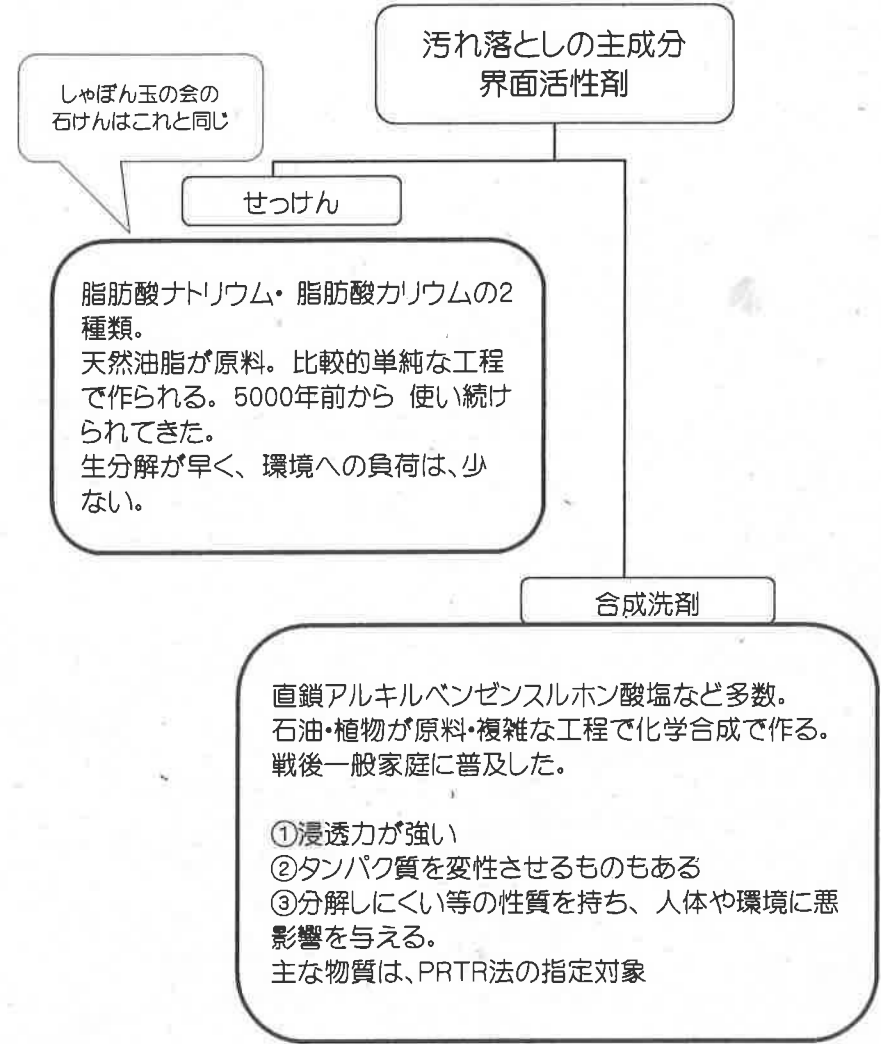 汚れ落としの主成分
界面活性剤
しゃぼん玉の会の
石けんはこれと同じ
せっけん
脂肪酸ナトリウム・ 脂肪酸カリウムの2
種類。
天然油脂が原料。比較的単純な工程
で作られる。5000年前から 使い続け
られてきた。
生分解が早く、環境への負荷は、少
ない。
合成洗剤
直鎖アルキルベンゼンスルホン酸塩など多数。
石油・植物が原料・複雑な工程で化学合成で作る。
戦後一般家庭に普及した。
①浸透力が強い
②タンパク質を変性させるものもある
③分解しにくい等の性質を持ち、人体や環境に悪
影響を与える。
主な物質は、PRTR法の指定対象